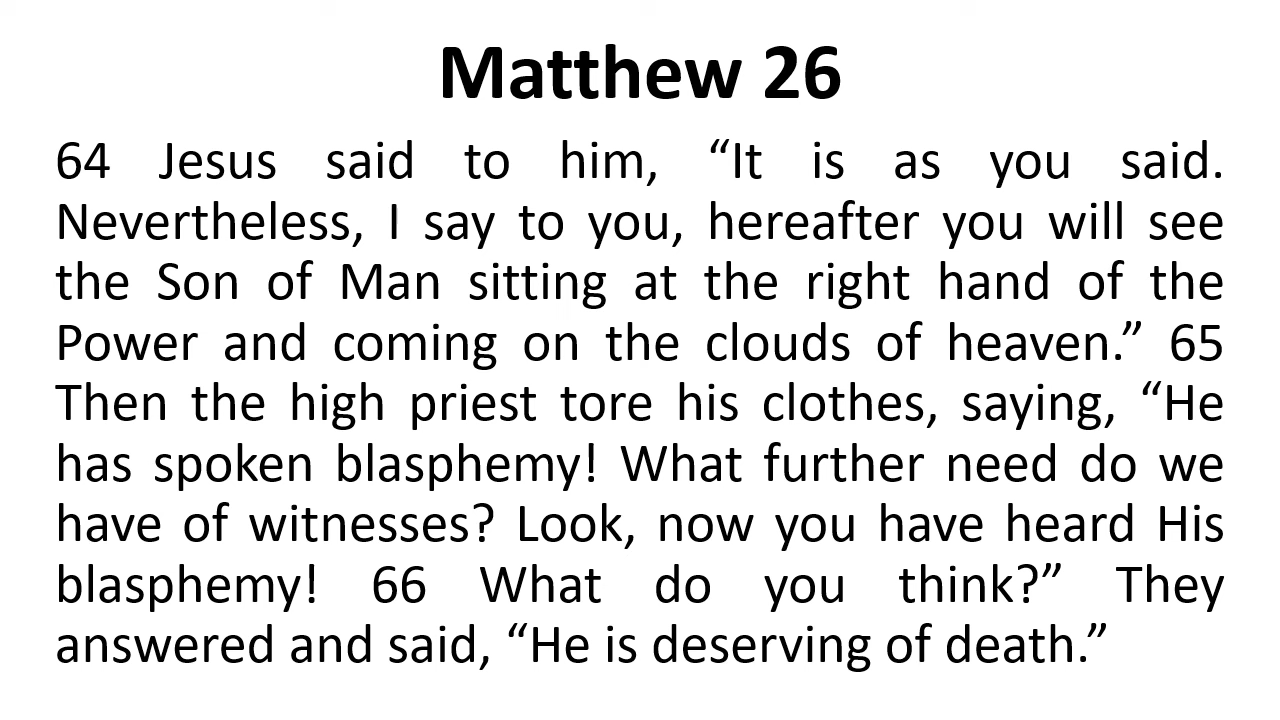 Matthew 26
64 Jesus said to him, “It is as you said.
Nevertheless, I say to you, hereafter you will see
the Son of Man sitting at the right hand of the
Power and coming on the clouds of heaven.” 65
Then the high priest tore his clothes, saying, “He
has spoken blasphemy! What further need do we
have of witnesses? Look, now you have heard His
blasphemy! 66 What do you think?” They
answered and said, “He is deserving of death.”